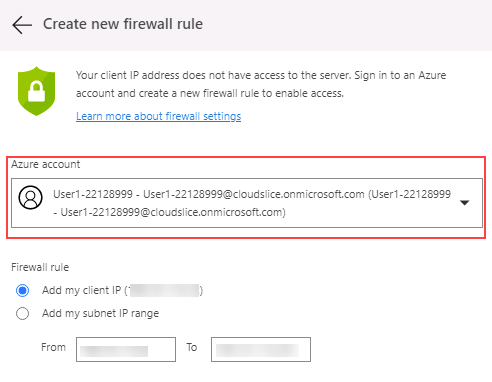 Create new firewall rule
Your client IP address does not have access to the server. Sign in to an Azure
account and create a new firewall rule to enable access.
Learn more about firewall settings
Azure account
User1-22128999 - User1-22128999@cloudslice.onmicrosoft.com (User1-22128999
- User1-22128999@cloudslice.onmicrosoft.com)
Firewall rule
Add my client IP ( )
Add my subnet IP range
From To